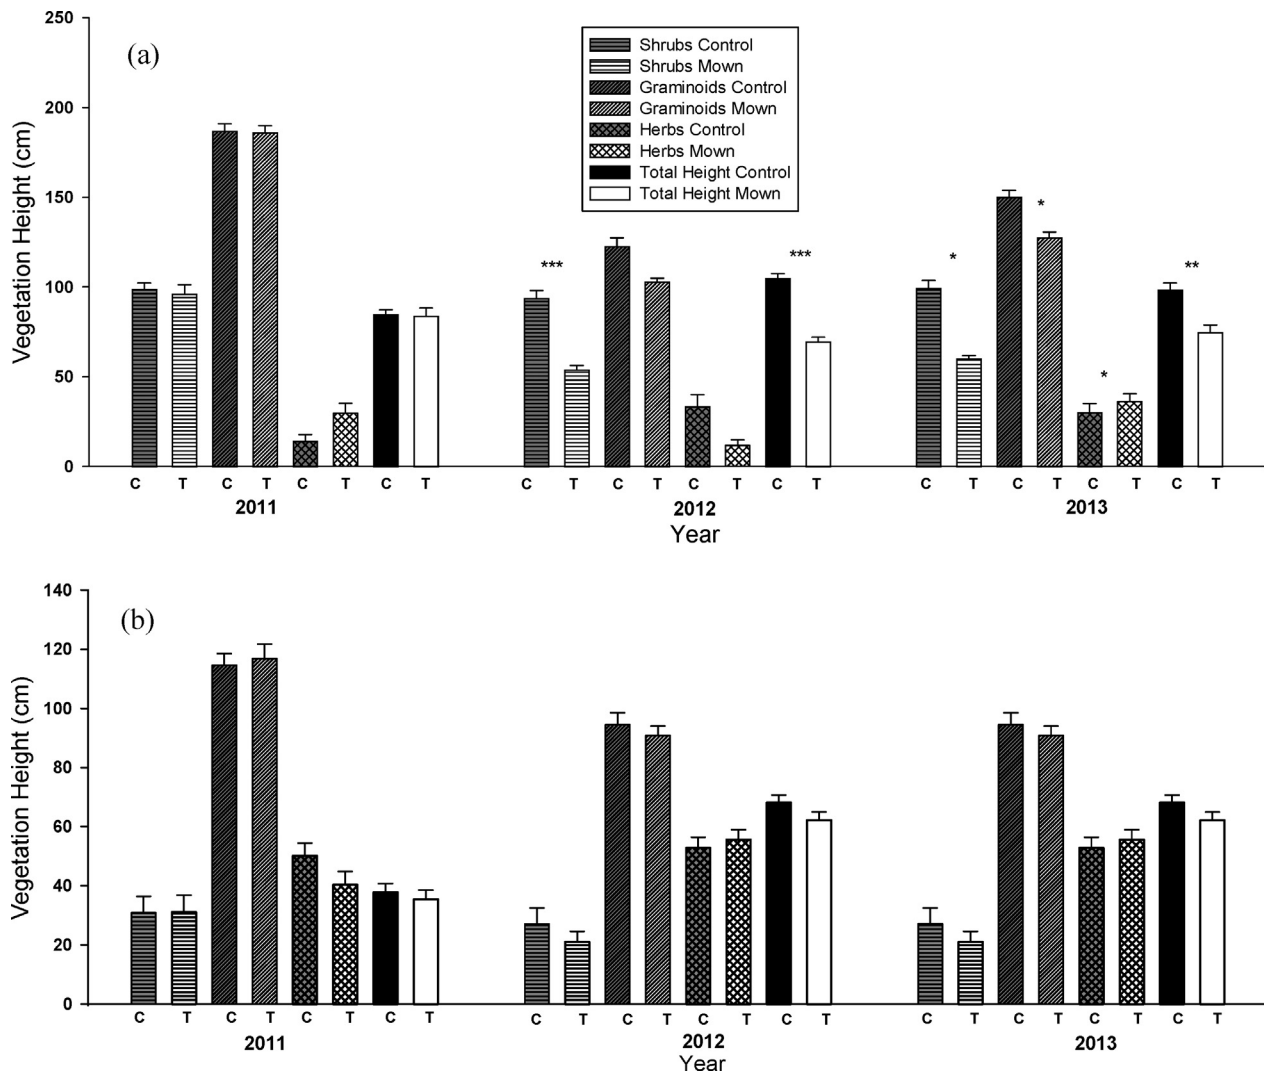 250
(a)
Shrubs Control
Shrubs Mown
Graminoids Control
Graminoids Mown
Herbs Control
Herbs Mown
Total Height Control
Total Height Mown
200
150
100
50
0
Vegetation Height (cm)
*** *** * * * **
C T C T C T C T C T C T C T C T C T C T C T C T
2011 2012 2013
Year
140
(b)
120
100
80
60
40
20
0
Vegetation Height (cm)
C T C T C T C T C T C T C T C T C T C T C T C T
2011 2012 2013
Year